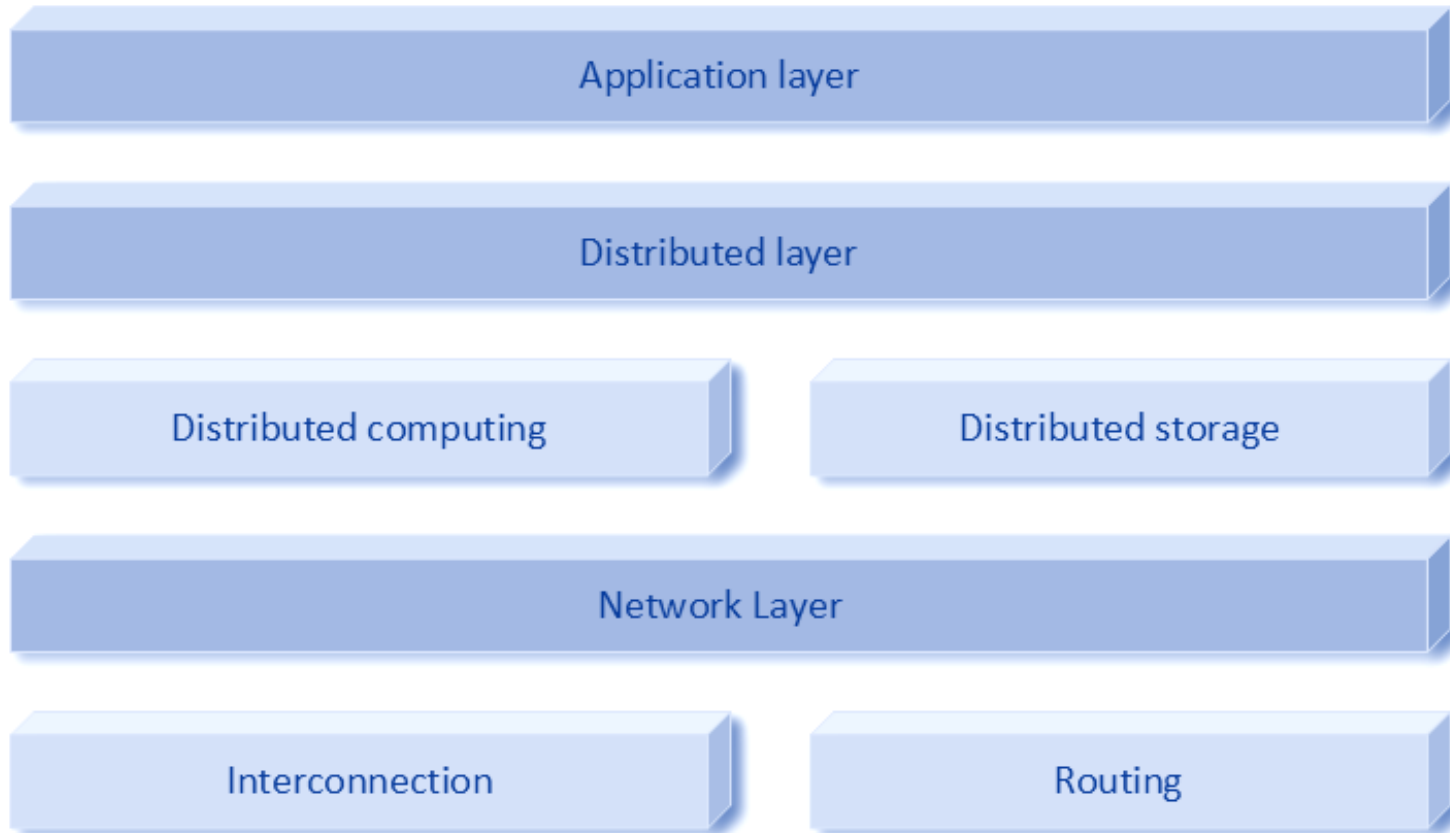 Application layer
Distributed layer
Distributed computing
Distributed storage
Network Layer
Interconnection
Routing